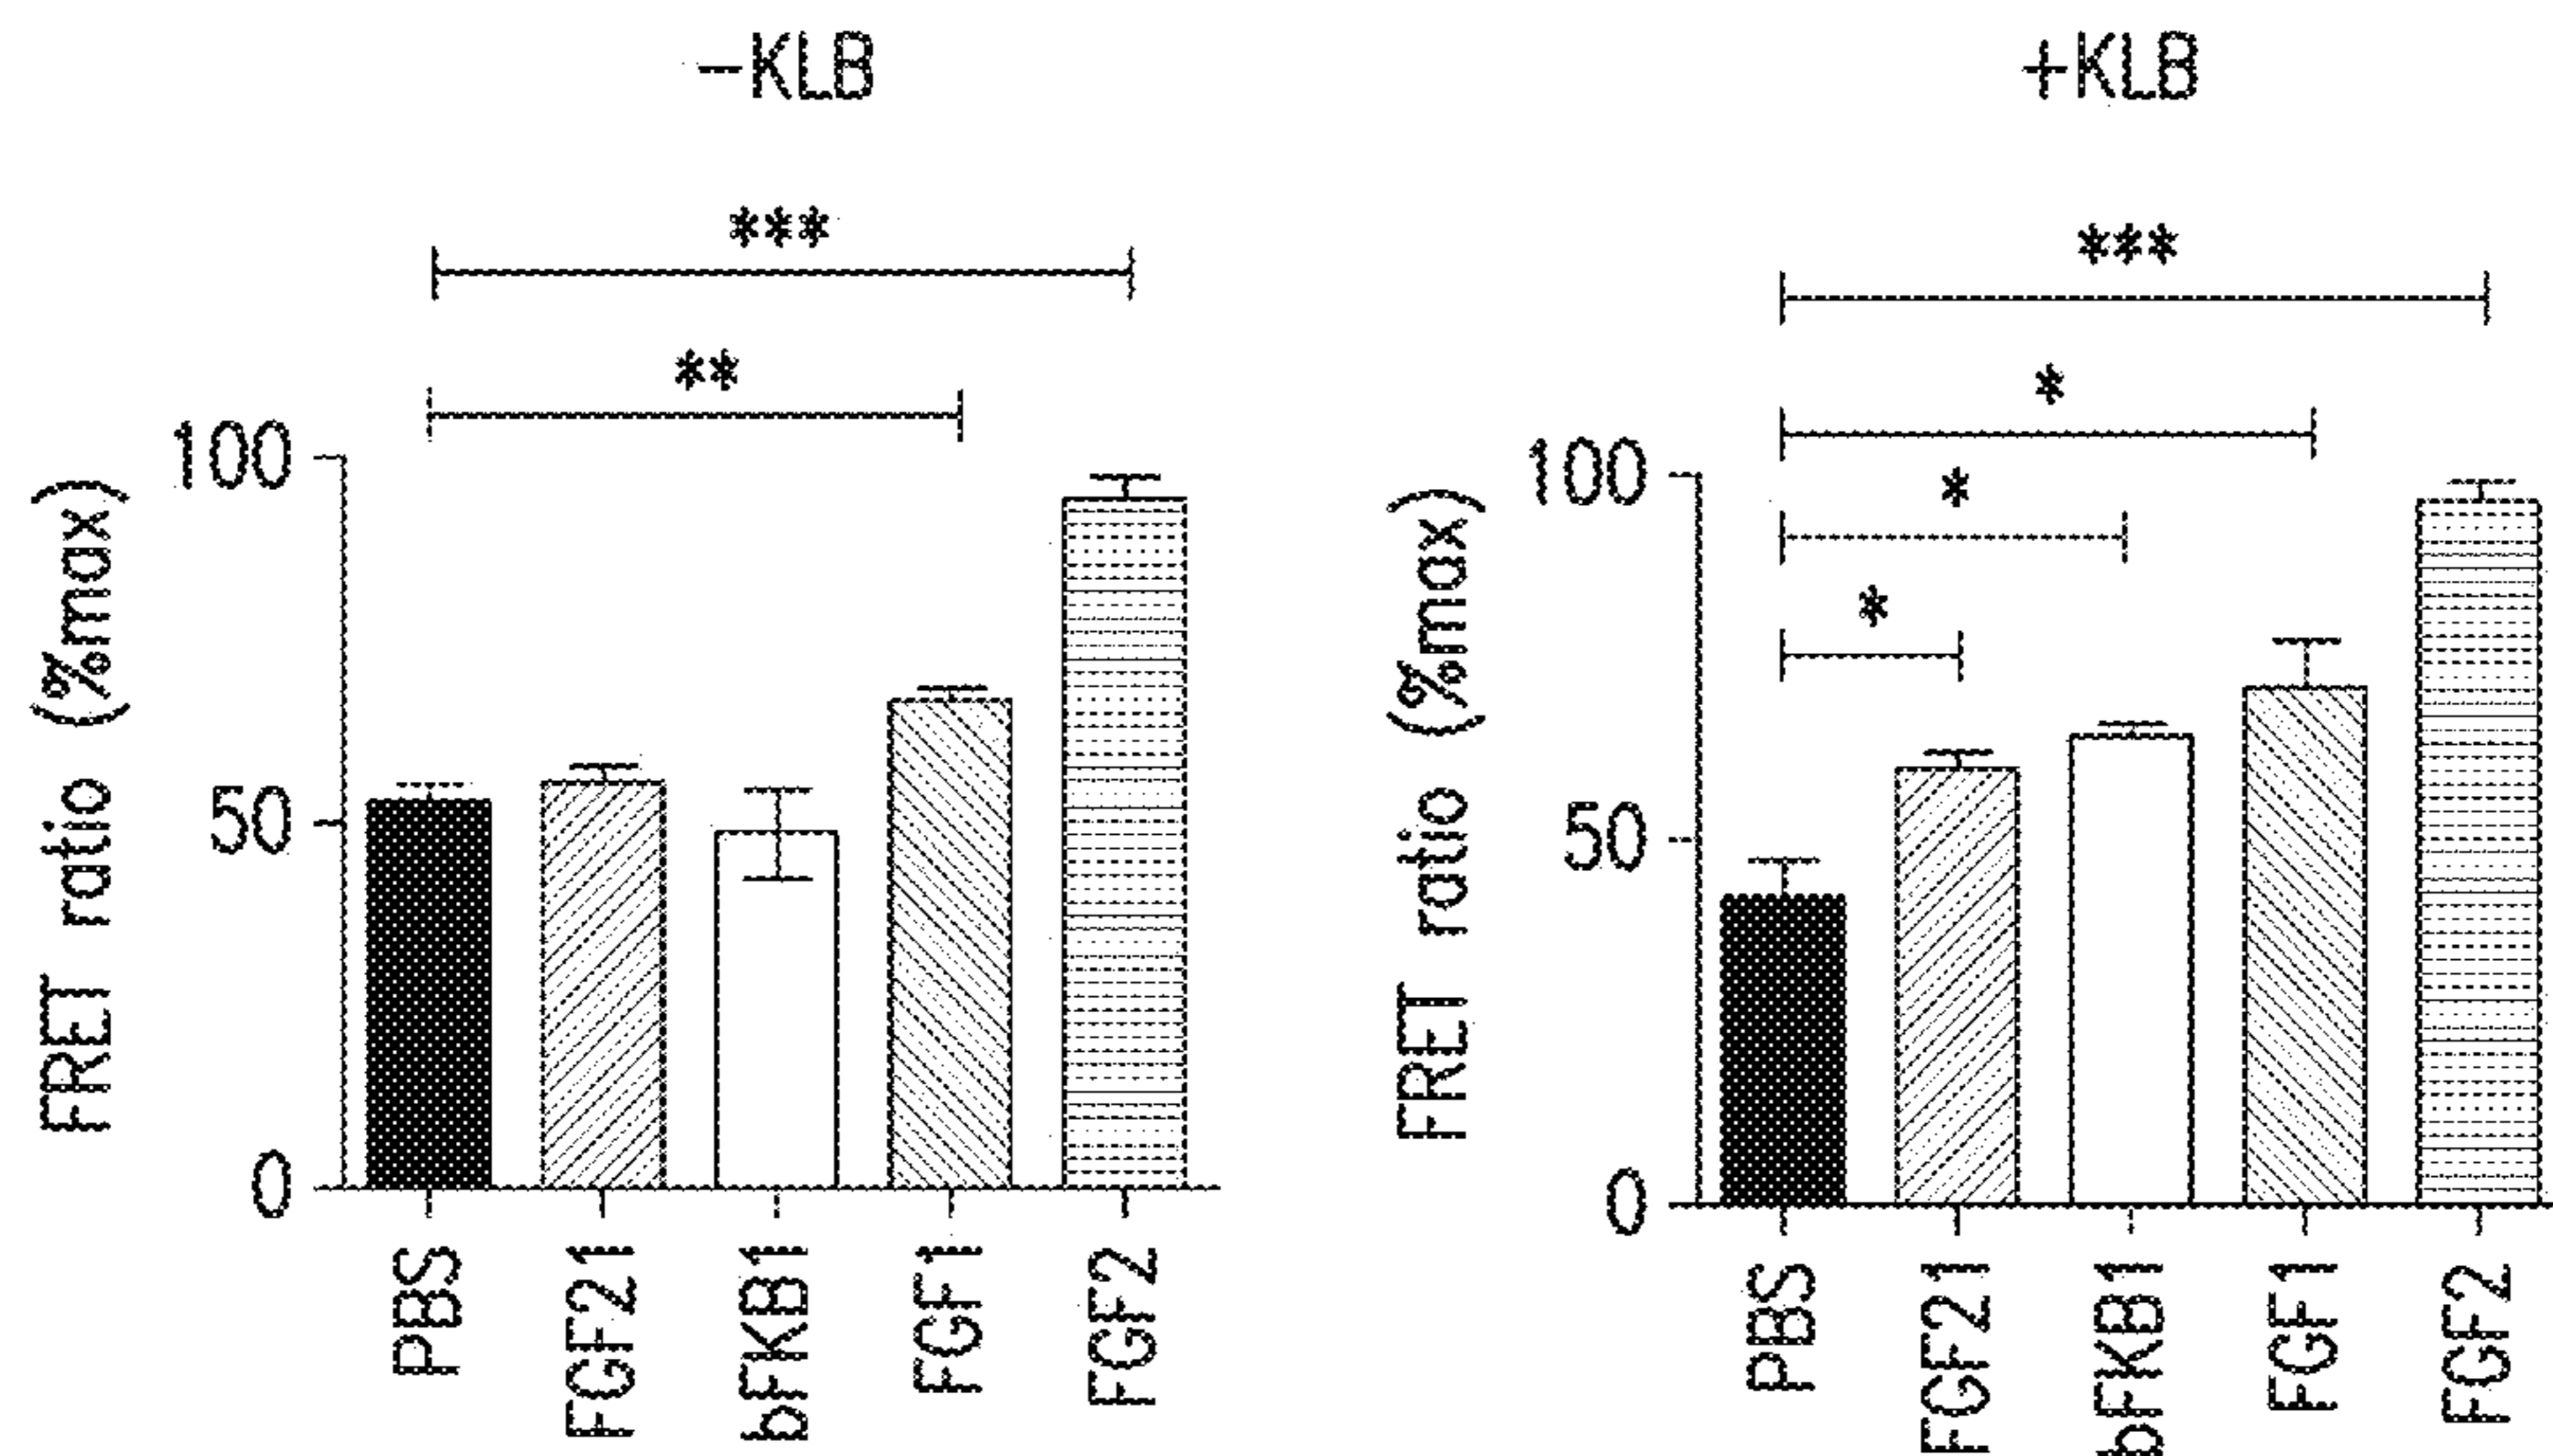 -KLB
***
**
FRET ratio (%max)
100
50
0
PBS
FGF21
bFKB1
FGF1
FGF2
+KLB
***
*
*
*
FRET ratio (%max)
100
50
0
PBS
FGF21
bFKB1
FGF1
FGF2